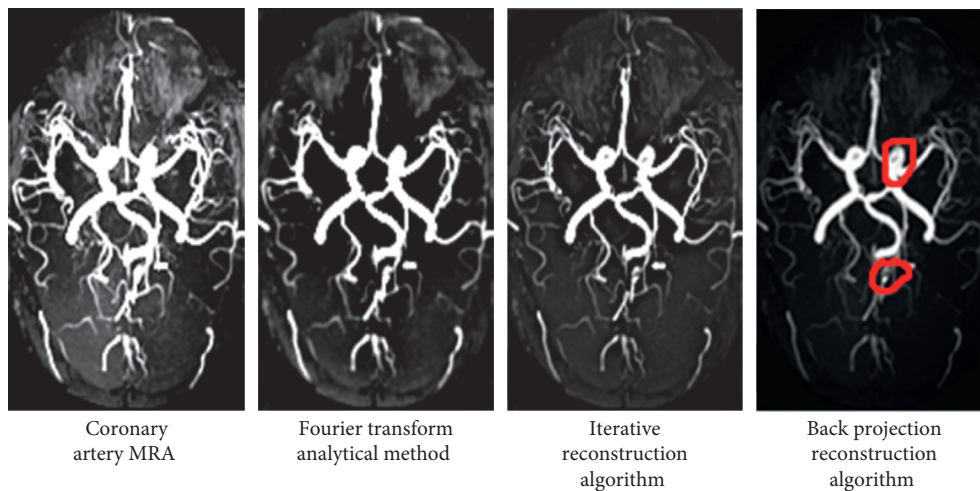 Coronary
artery MRA
Fourier transform
analytical method
Iterative
reconstruction
algorithm
Back projection
reconstruction
algorithm